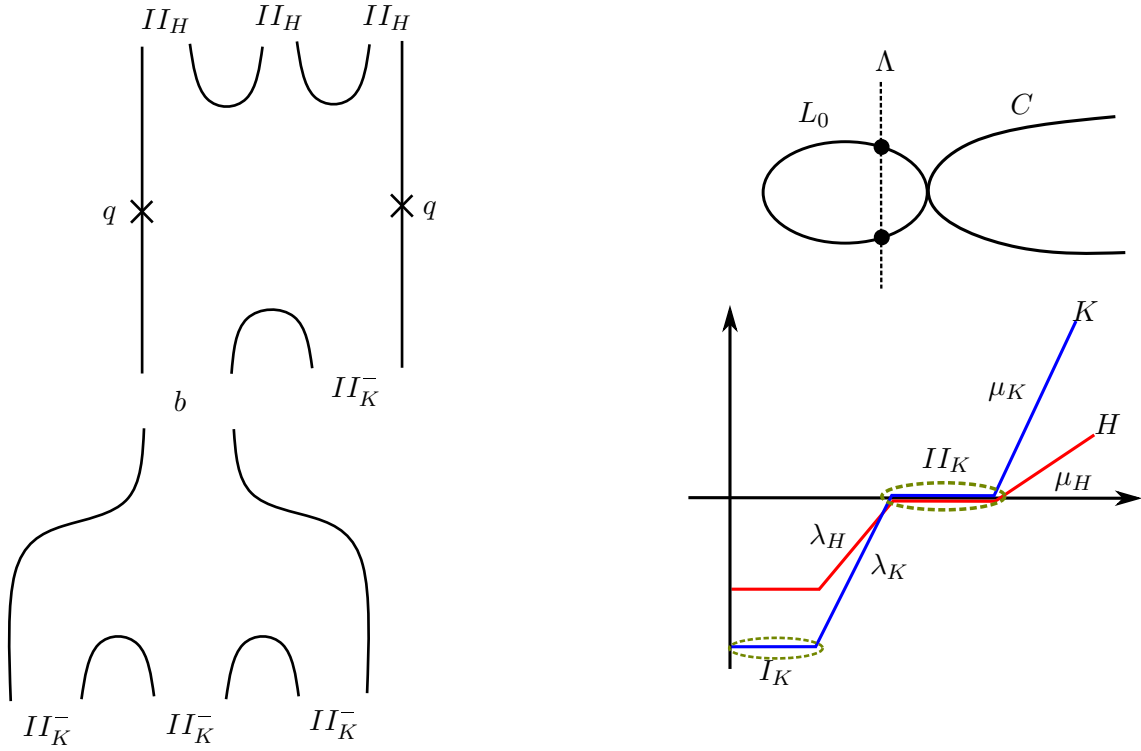 II_H II_H II_H
q q
II_K^-
b
II_K^- II_K^- II_K^-
Λ
L_0 C
K
μ_K
H
II_K
μ_H
λ_H
λ_K
I_K